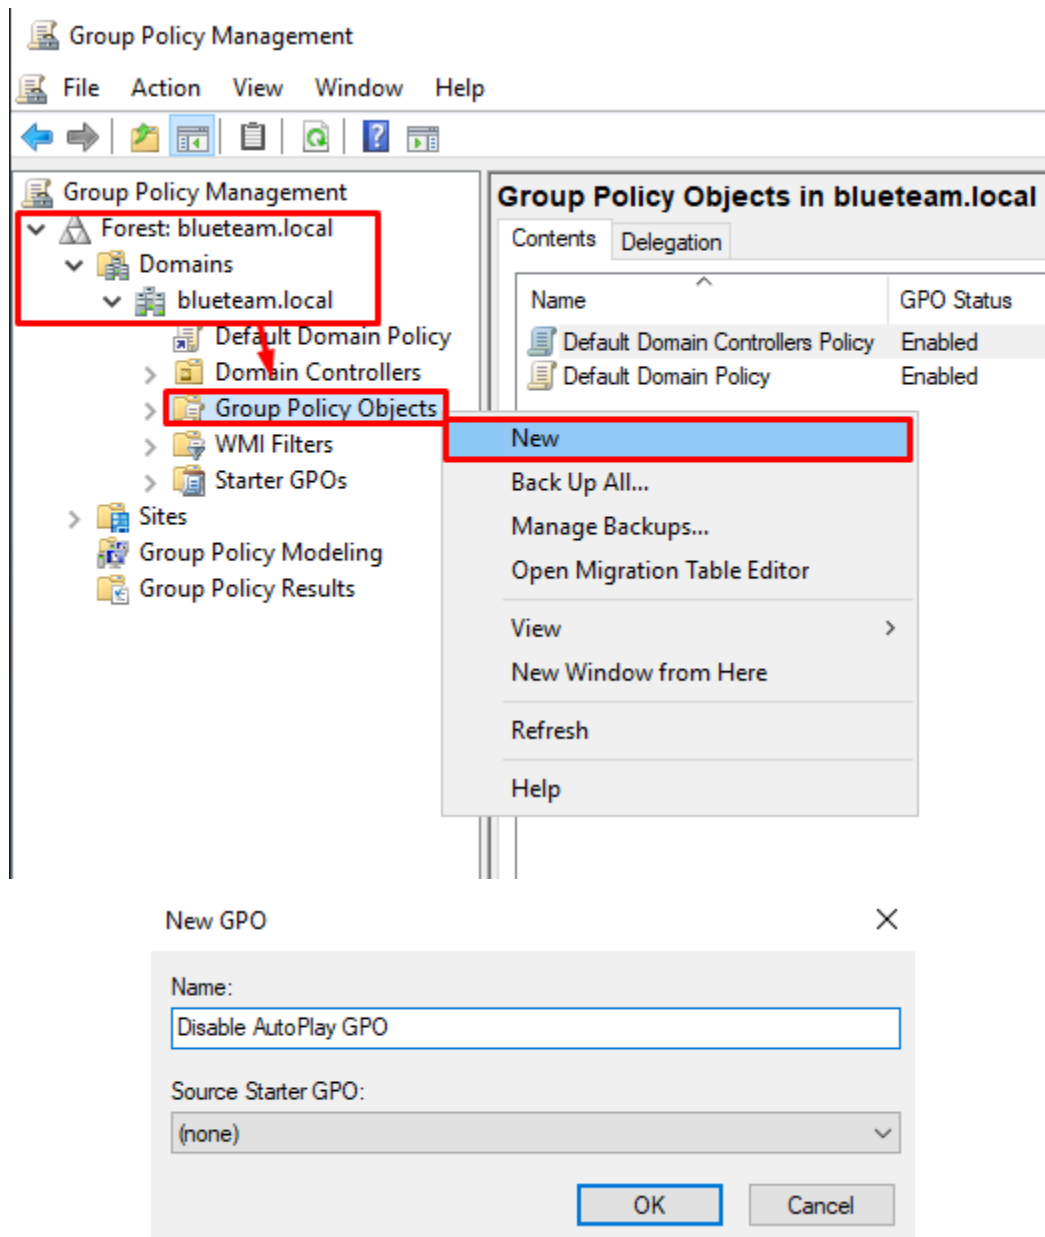 Group Policy Management
File Action View Window Help
Group Policy Management
Forest: blueteam.local
Domains
blueteam.local
Default Domain Policy
Domain Controllers
Group Policy Objects
WMI Filters
Starter GPOs
Sites
Group Policy Modeling
Group Policy Results
Group Policy Objects in blueteam.local
Contents Delegation
Name GPO Status
Default Domain Controllers Policy Enabled
Default Domain Policy Enabled
New
Back Up All...
Manage Backups...
Open Migration Table Editor
View
New Window from Here
Refresh
Help
New GPO
Name:
Disable AutoPlay GPO
Source Starter GPO:
(none)
OK Cancel